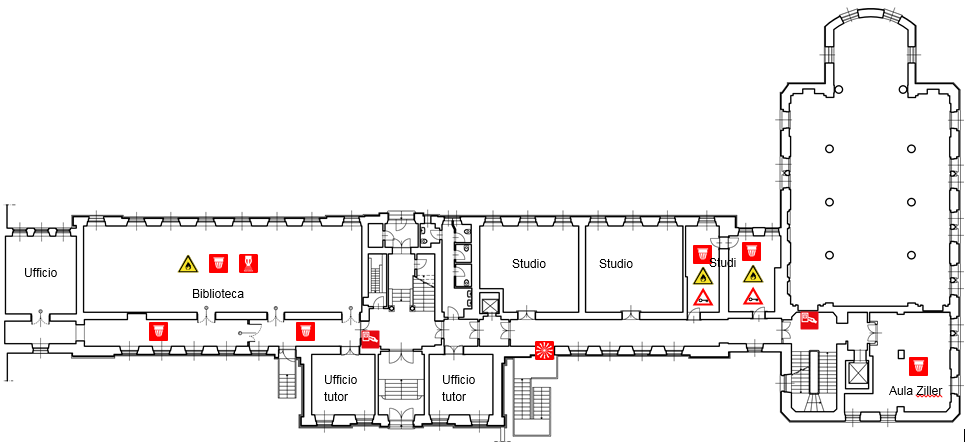 Ufficio
Biblioteca
Studio
Studio
Studi
Ufficio
tutor
Ufficio
tutor
Aula Ziller